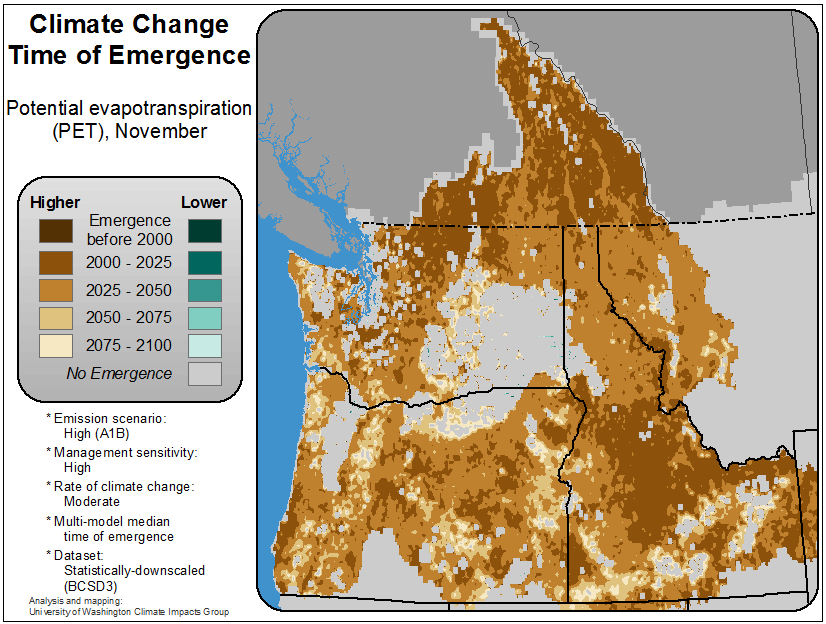 Climate Change
Time of Emergence
Potential evapotranspiration
(PET), November
Higher
Lower
Emergence
before 2000
2000 - 2025
2025 - 2050
2050 - 2075
2075 - 2100
No Emergence
* Emission scenario:
High (A1B)
* Management sensitivity:
High
* Rate of climate change:
Moderate
* Multi-model median
time of emergence
* Dataset:
Statistically-downscaled
(BCSD3)
Analysis and mapping:
University of Washington Climate Impacts Group